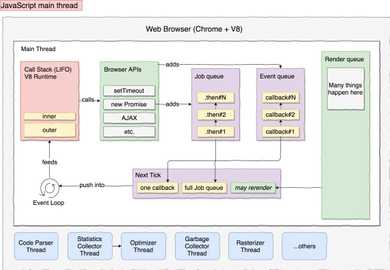 JavaScript main thread
Web Browser (Chrome + V8)
Main Thread
Call Stack (LIFO)
V8 Runtime
inner
outer
calls
Browser APIs
setTimeout
new Promise
AJAX
etc.
adds
adds
Job queue
.then#N
.then#2
.then#1
Event queue
callback#N
callback#2
callback#1
Render queue
Many things
happen here
feeds
Event Loop
push into
Next Tick
one callback
full Job queue
may rerender
Code Parser
Thread
Statistics
Collector
Thread
Optimizer
Thread
Garbage
Collector
Thread
Rasterizer
Thread
...others